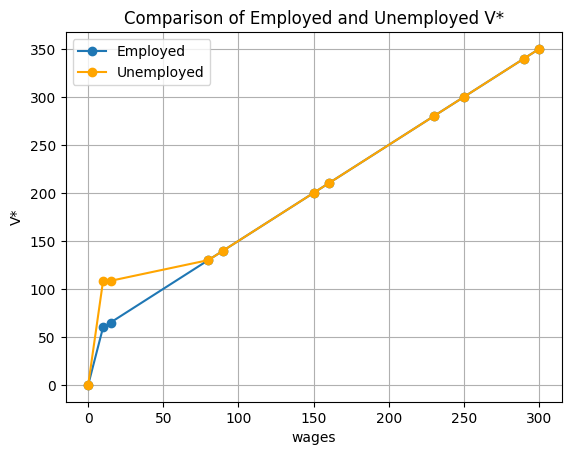 Comparison of Employed and Unemployed V*
Employed
Unemployed
350
300
250
200
150
100
50
0
V*
0 50 100 150 200 250 300
wages